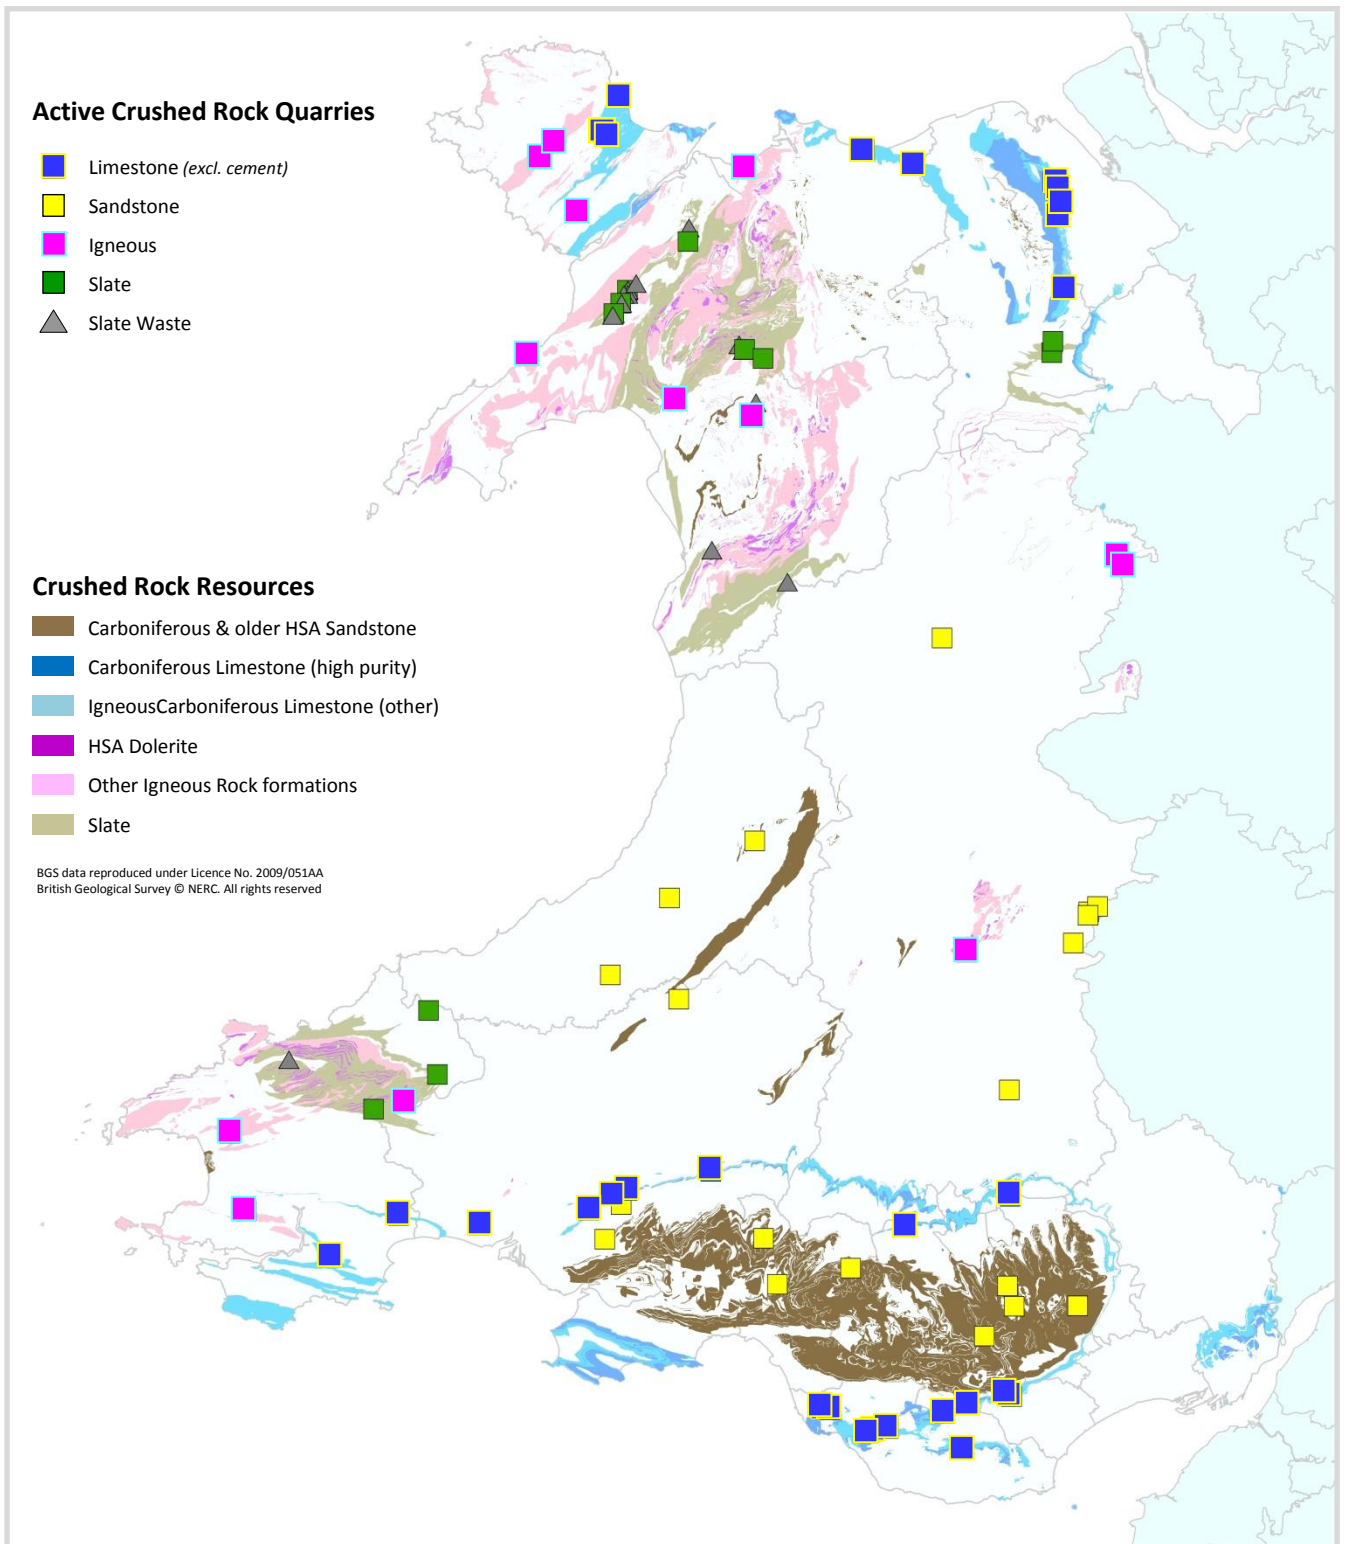 Active Crushed Rock Quarries
Limestone (excl. cement)
Sandstone
Igneous
Slate
Slate Waste
Crushed Rock Resources
Carboniferous & older HSA Sandstone
Carboniferous Limestone (high purity)
IgneousCarboniferous Limestone (other)
HSA Dolerite
Other Igneous Rock formations
Slate
BGS data reproduced under Licence No. 2009/051AA
British Geological Survey © NERC. All rights reserved